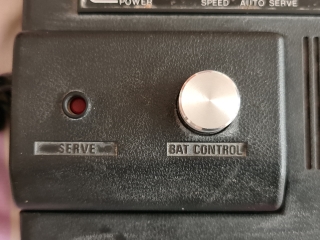 POWER SPEED AUTO SERVE
SERVE BAT CONTROL